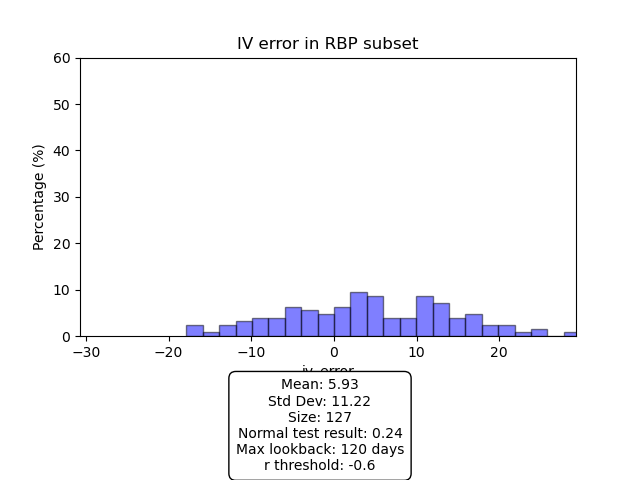 IV error in RBP subset
60
50
40
30
20
10
0
Percentage (%)
−30 −20 −10 0 10 20
iv_error
Mean: 5.93
Std Dev: 11.22
Size: 127
Normal test result: 0.24
Max lookback: 120 days
r threshold: -0.6